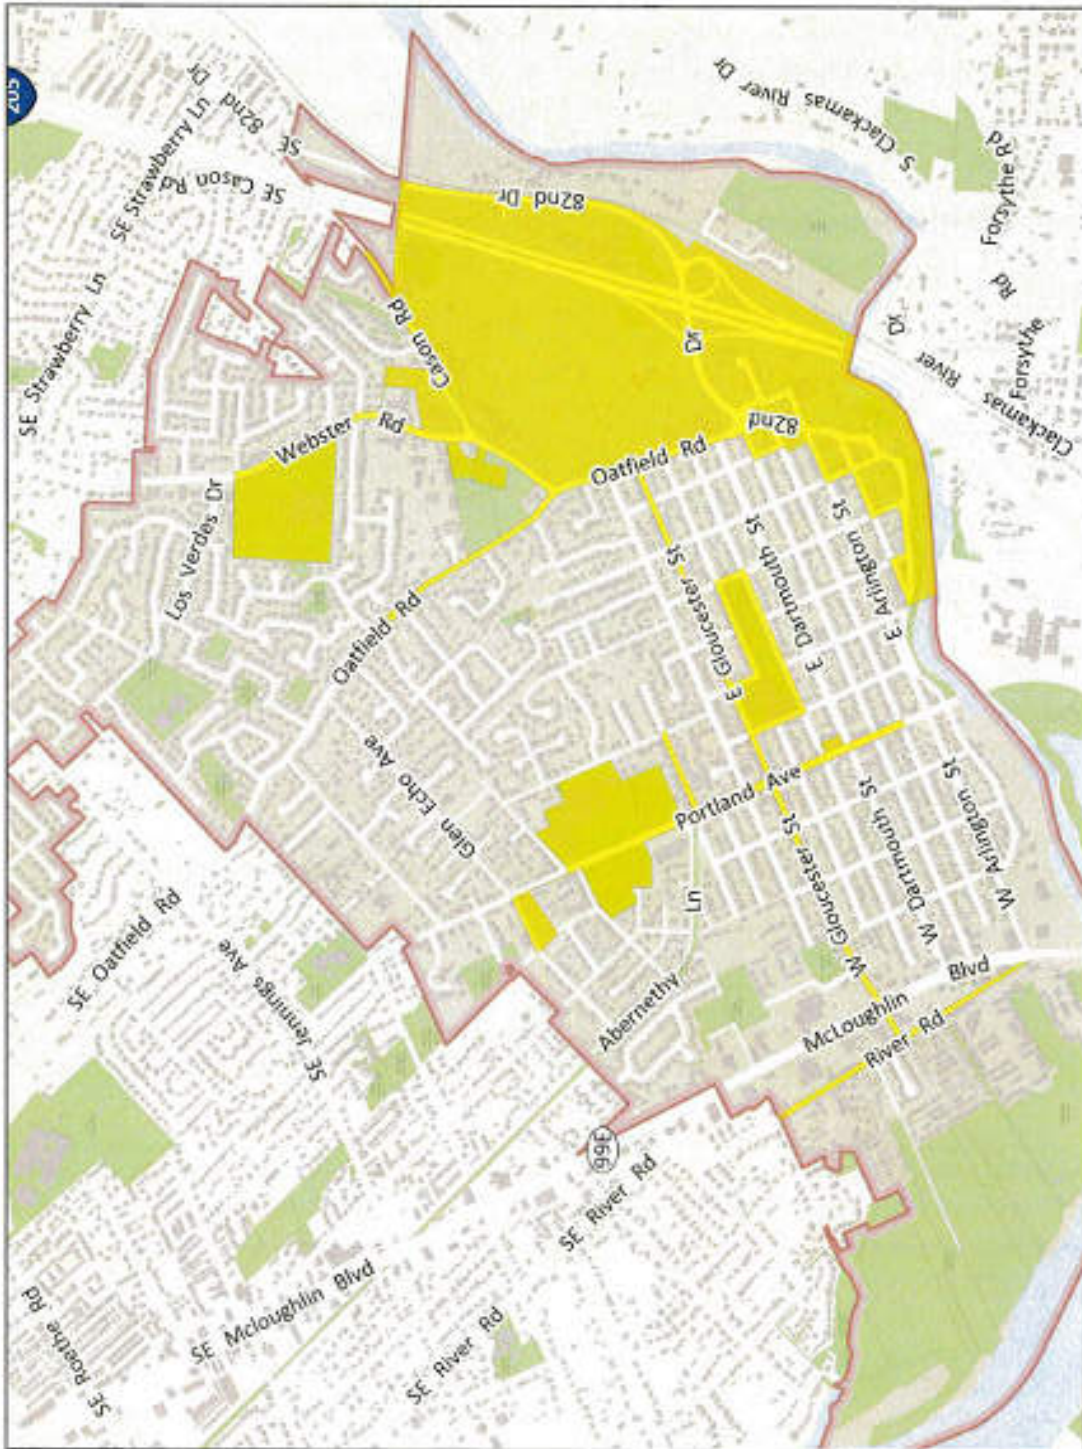 205
SE 82nd Dr
SE Strawberry Ln
SE Cason Rd
SE Strawberry Ln
S Clackamas River Dr
Forsythe Rd
Forsythe Rd
Clackamas River Dr
82nd Dr
Cason Rd
82nd Dr
Webster Rd
Oatfield Rd
Los Verdes Dr
E Gloucester St
E Dartmouth St
E Arlington St
Oatfield Rd
Glen Echo Ave
Portland Ave
W Gloucester St
W Dartmouth St
W Arlington St
Abernethy Ln
McLoughlin Blvd
River Rd
SE Oatfield Rd
SE Jennings Ave
99E
SE River Rd
SE Mcloughlin Blvd
SE River Rd
SE Roethe Rd